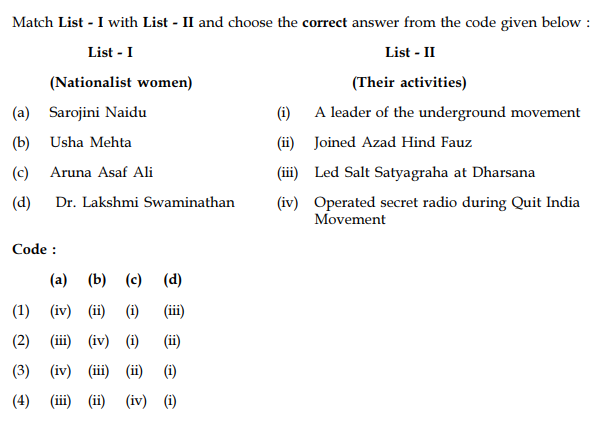 Match List - I with List - II and choose the correct answer from the code given below :
List - I List - II
(Nationalist women) (Their activities)
(a) Sarojini Naidu (i) A leader of the underground movement
(b) Usha Mehta (ii) Joined Azad Hind Fauz
(c) Aruna Asaf Ali (iii) Led Salt Satyagraha at Dharsana
(d) Dr. Lakshmi Swaminathan (iv) Operated secret radio during Quit India
Movement
Code :
(a) (b) (c) (d)
(1) (iv) (ii) (i) (iii)
(2) (iii) (iv) (i) (ii)
(3) (iv) (iii) (ii) (i)
(4) (iii) (ii) (iv) (i)